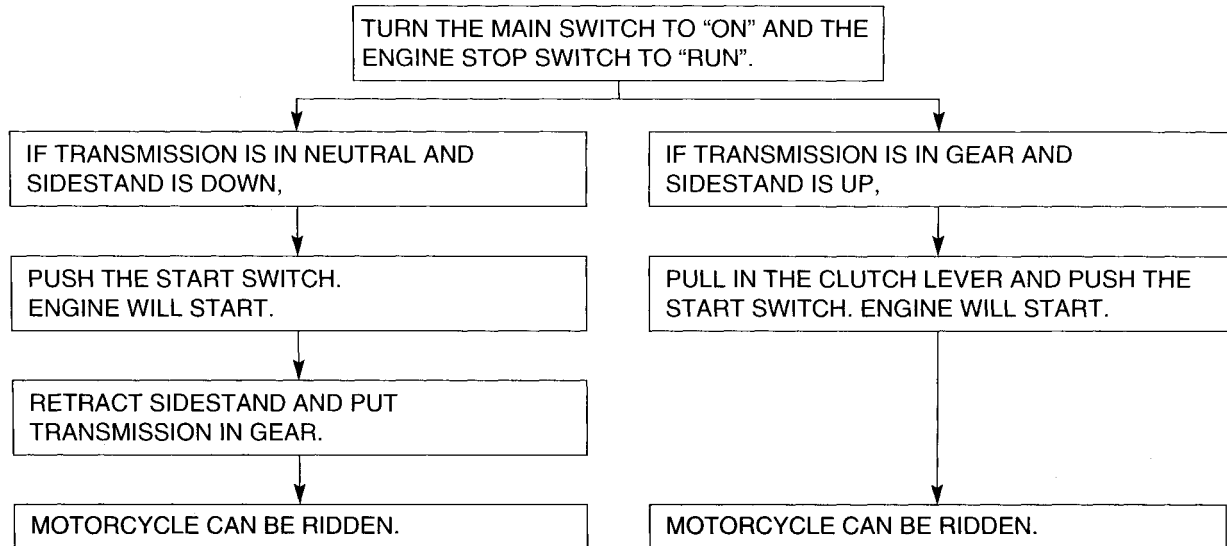 TURN THE MAIN SWITCH TO “ON” AND THE
ENGINE STOP SWITCH TO “RUN”.
IF TRANSMISSION IS IN NEUTRAL AND
SIDESTAND IS DOWN,
PUSH THE START SWITCH.
ENGINE WILL START.
RETRACT SIDESTAND AND PUT
TRANSMISSION IN GEAR.
MOTORCYCLE CAN BE RIDDEN.
IF TRANSMISSION IS IN GEAR AND
SIDESTAND IS UP,
PULL IN THE CLUTCH LEVER AND PUSH THE
START SWITCH. ENGINE WILL START.
MOTORCYCLE CAN BE RIDDEN.